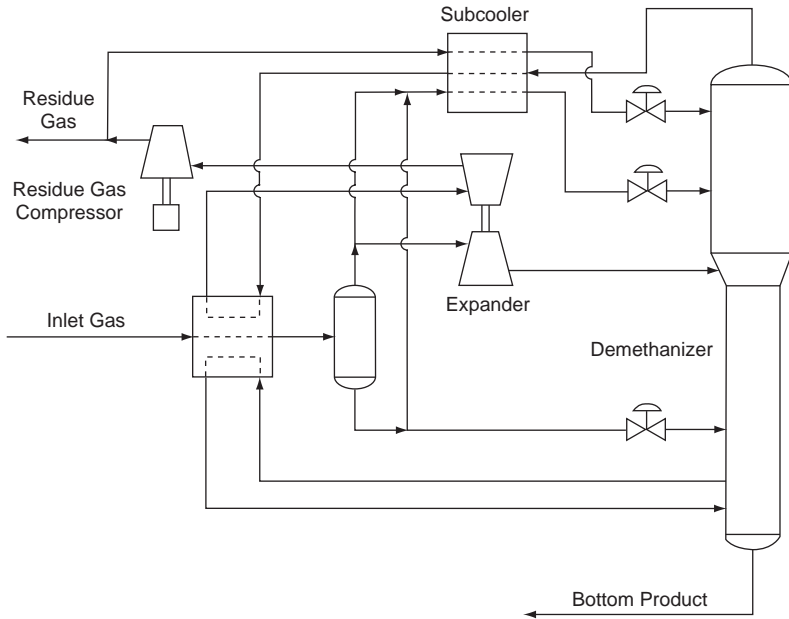 Subcooler
Residue
Gas
Residue Gas
Compressor
Expander
Inlet Gas
Demethanizer
Bottom Product